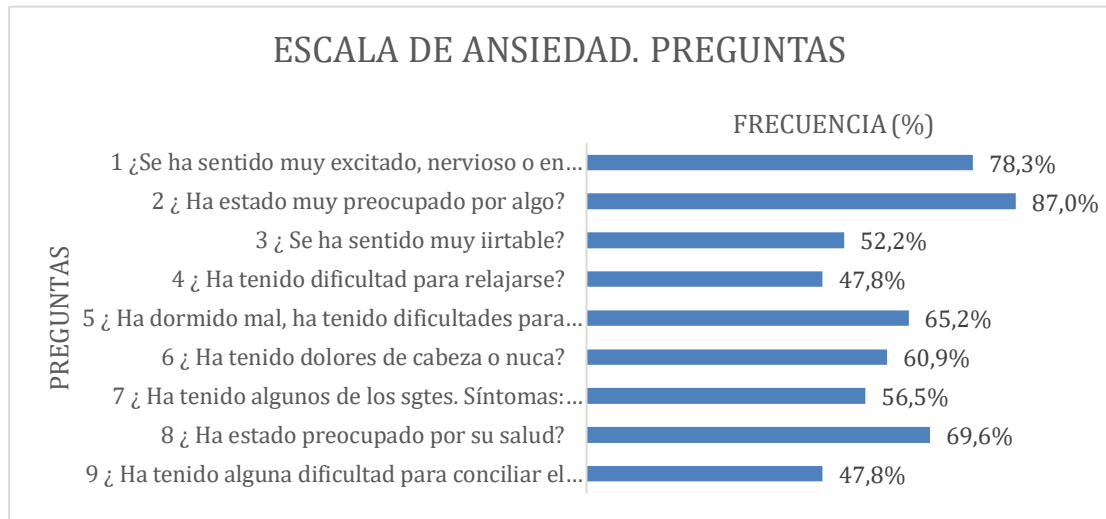 ESCALA DE ANSIEDAD. PREGUNTAS
FRECUENCIA (%)
PREGUNTAS
1 ¿Se ha sentido muy excitado, nervioso o en… 78,3%
2 ¿ Ha estado muy preocupado por algo? 87,0%
3 ¿ Se ha sentido muy iirtable? 52,2%
4 ¿ Ha tenido dificultad para relajarse? 47,8%
5 ¿ Ha dormido mal, ha tenido dificultades para… 65,2%
6 ¿ Ha tenido dolores de cabeza o nuca? 60,9%
7 ¿ Ha tenido algunos de los sgtes. Síntomas:… 56,5%
8 ¿ Ha estado preocupado por su salud? 69,6%
9 ¿ Ha tenido alguna dificultad para conciliar el… 47,8%